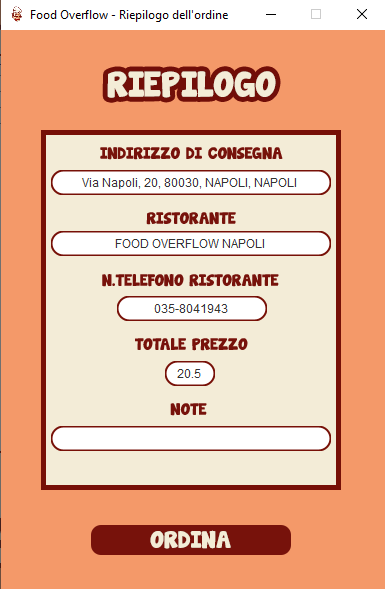 Food Overflow - Riepilogo dell'ordine
RIEPILOGO
INDIRIZZO DI CONSEGNA
Via Napoli, 20, 80030, NAPOLI, NAPOLI
RISTORANTE
FOOD OVERFLOW NAPOLI
N.TELEFONO RISTORANTE
035-8041943
TOTALE PREZZO
20.5
NOTE
ORDINA